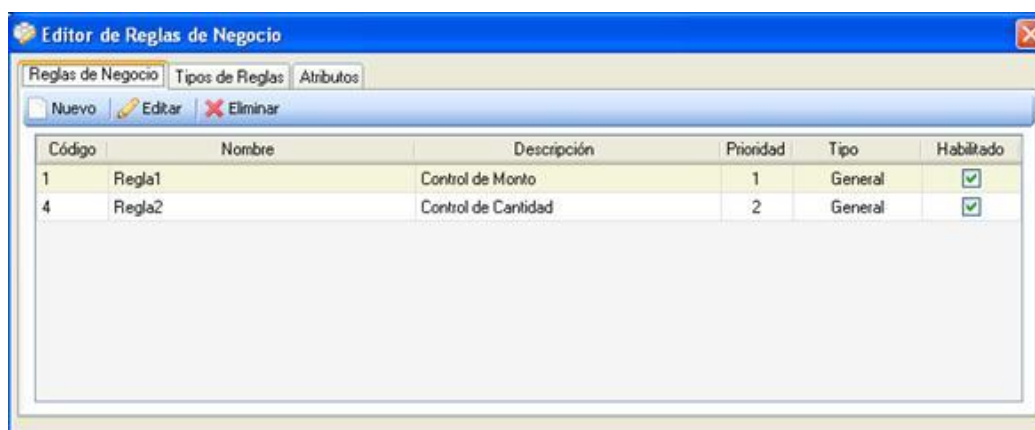 Editor de Reglas de Negocio
Reglas de Negocio Tipos de Reglas Atributos
Nuevo Editar Eliminar
Código Nombre Descripción Prioridad Tipo Habilitado
1 Regla1 Control de Monto 1 General
4 Regla2 Control de Cantidad 2 General